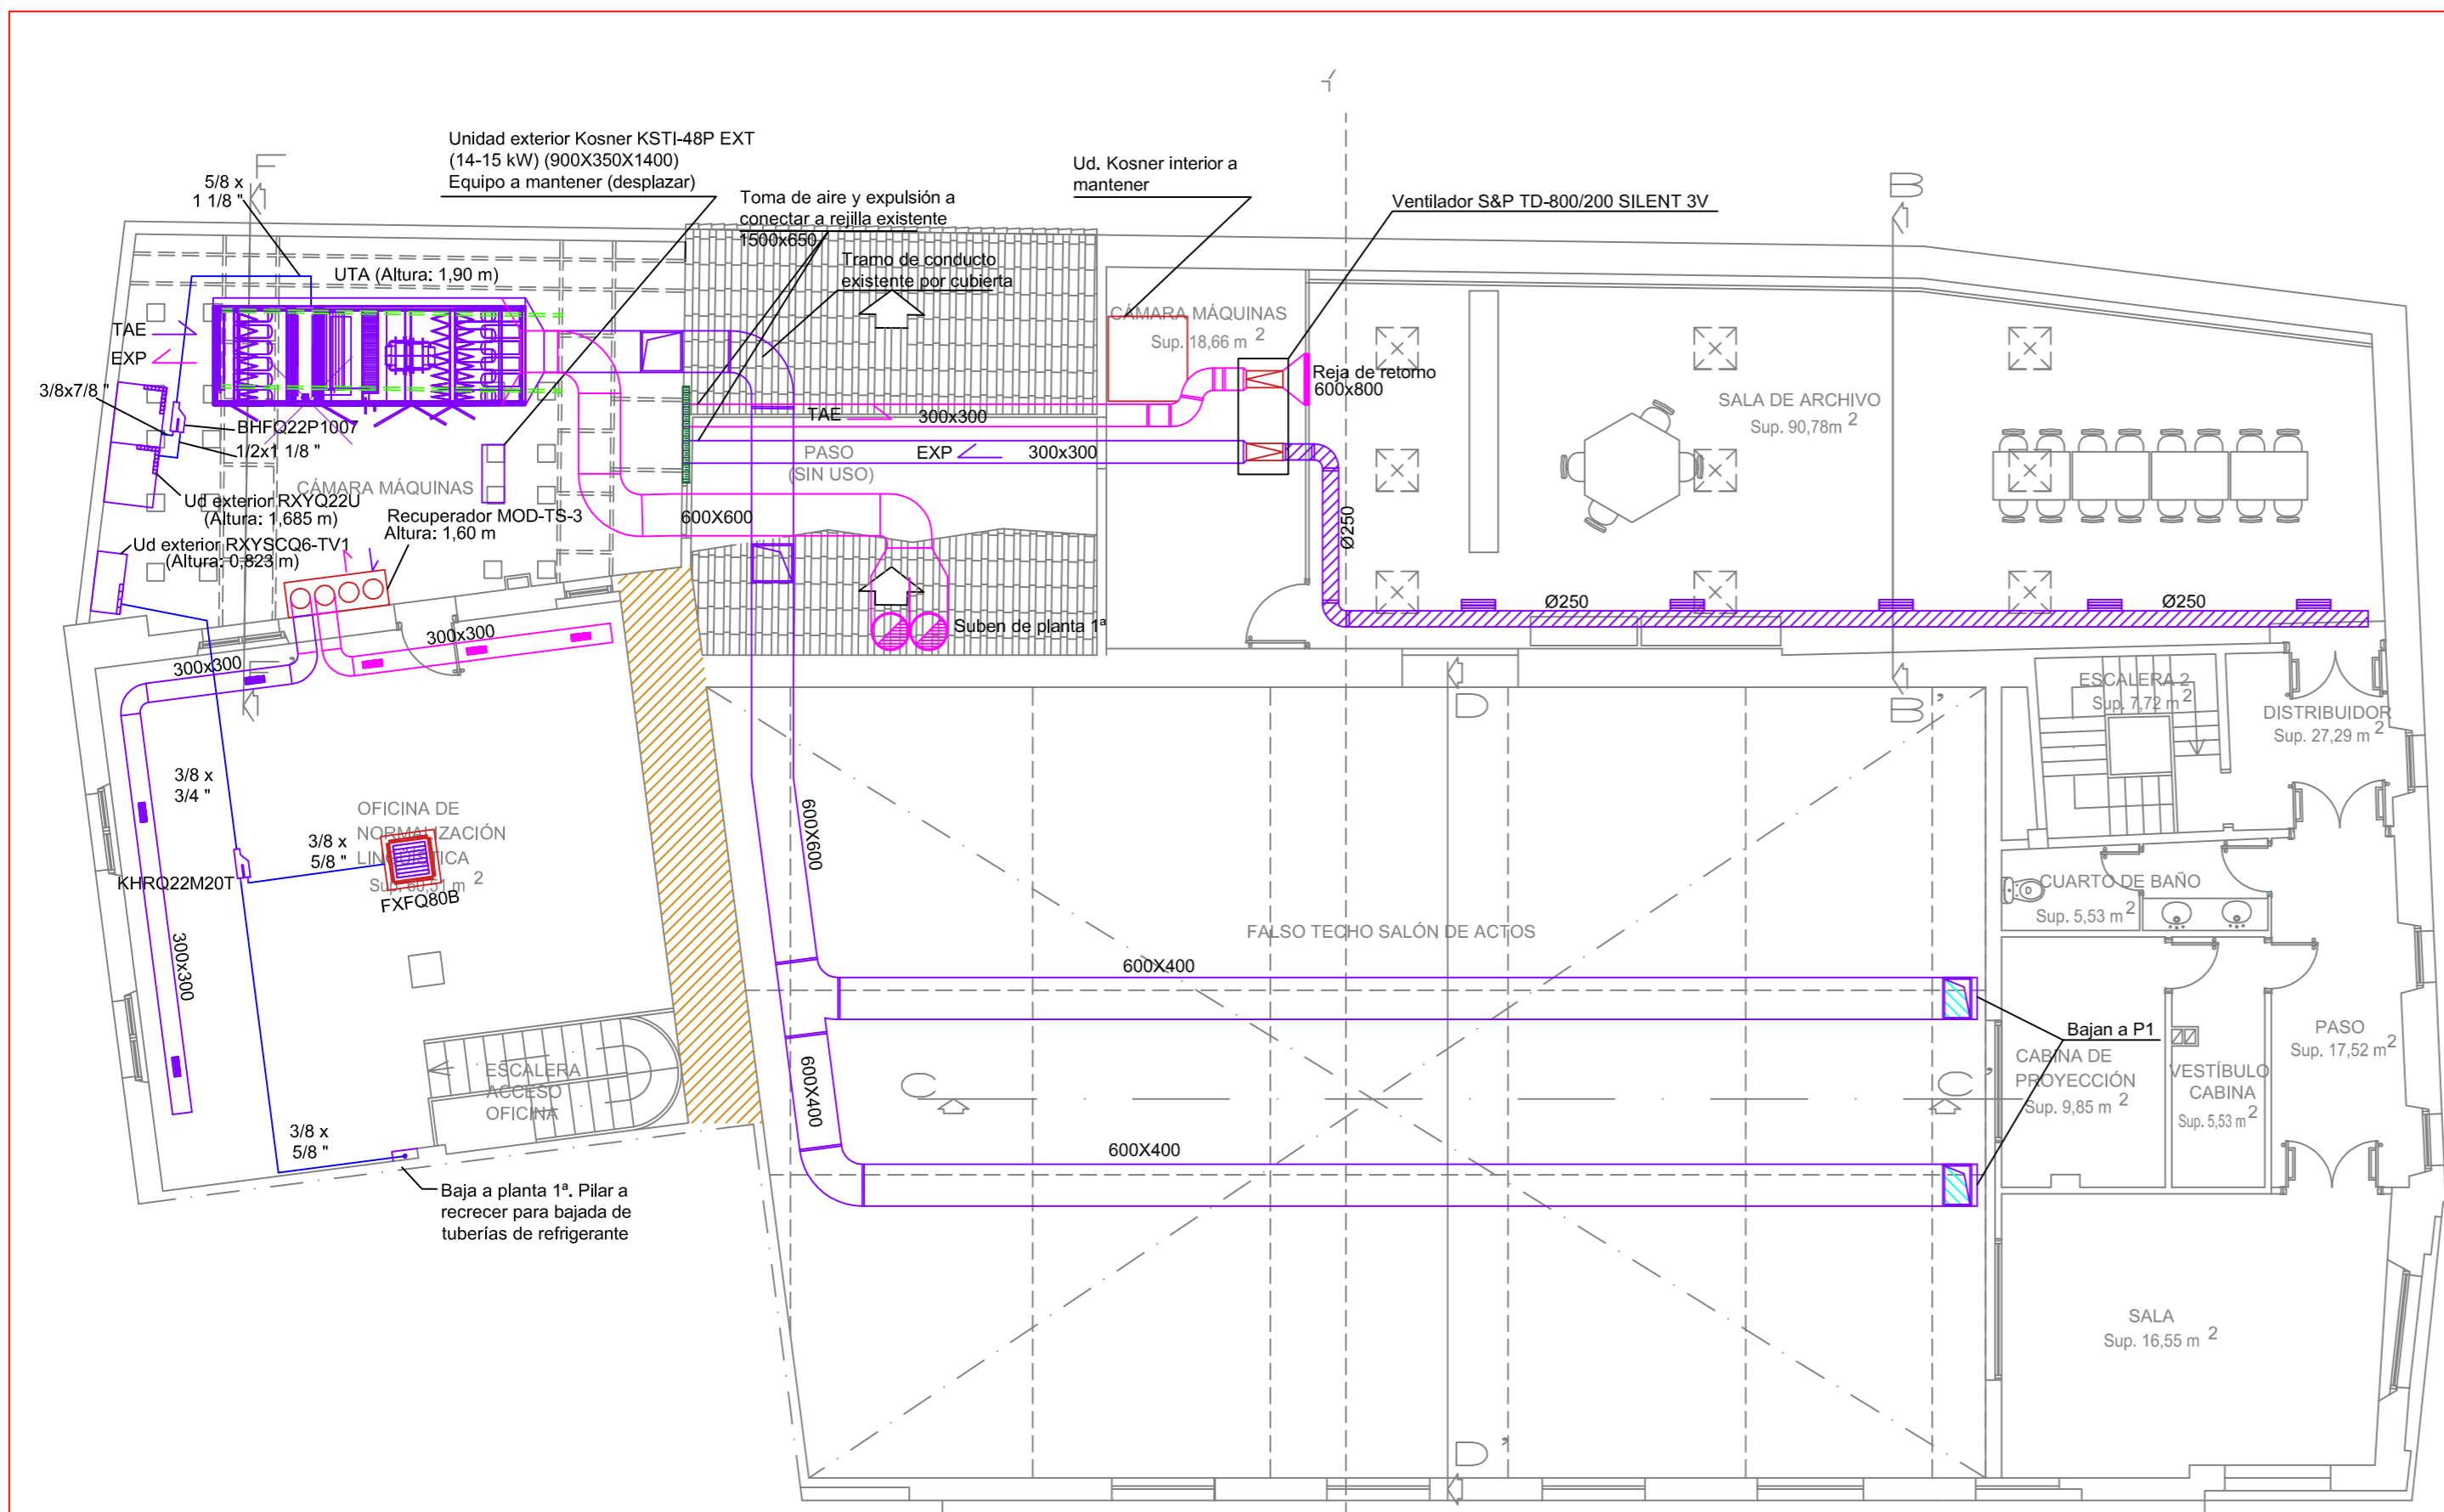 Unidad exterior Kosner KSTI-48P EXT
(14-15 kW) (900X350X1400)
Equipo a mantener (desplazar)
Ud. Kosner interior a
mantener
Toma de aire y expulsión a
conectar a rejilla existente
1500x650
Ventilador S&P TD-800/200 SILENT 3V
5/8 x
1 1/8 "
F
B
UTA (Altura: 1,90 m)
Tramo de conducto
existente por cubierta
TAE
EXP
CÁMARA MÁQUINAS
Sup. 18,66 m 2
Reja de retorno
600x800
3/8x7/8 "
BHFQ22P1007
1/2x1 1/8 "
TAE
300x300
SALA DE ARCHIVO
Sup. 90,78m 2
PASO
(SIN USO)
EXP
300x300
CÁMARA MÁQUINAS
Ud exterior RXYQ22U
(Altura: 1,685 m)
Recuperador MOD-TS-3
Altura: 1,60 m
600X600
Ø250
Ud exterior RXYSCQ6-TV1
(Altura: 0,823 m)
Ø250
Ø250
Suben de planta 1ª
300x300
300x300
F'
ESCALERA 2
Sup. 7,72 m 2
D
B'
DISTRIBUIDOR
Sup. 27,29 m 2
3/8 x
3/4 "
OFICINA DE
NORMALIZACIÓN
LINGÜÍSTICA
Sup. 60,51 m 2
3/8 x
5/8 "
600X600
KHRQ22M20T
FXFQ80B
CUARTO DE BAÑO
Sup. 5,53 m 2
FALSO TECHO SALÓN DE ACTOS
300x300
600X400
Bajan a P1
PASO
Sup. 17,52 m 2
CABINA DE
PROYECCIÓN
Sup. 9,85 m 2
VESTÍBULO
CABINA
Sup. 5,53 m 2
ESCALERA
ACCESO
OFICINA
600X400
C
C'
3/8 x
5/8 "
600X400
Baja a planta 1ª. Pilar a
recrecer para bajada de
tuberías de refrigerante
SALA
Sup. 16,55 m 2
D'